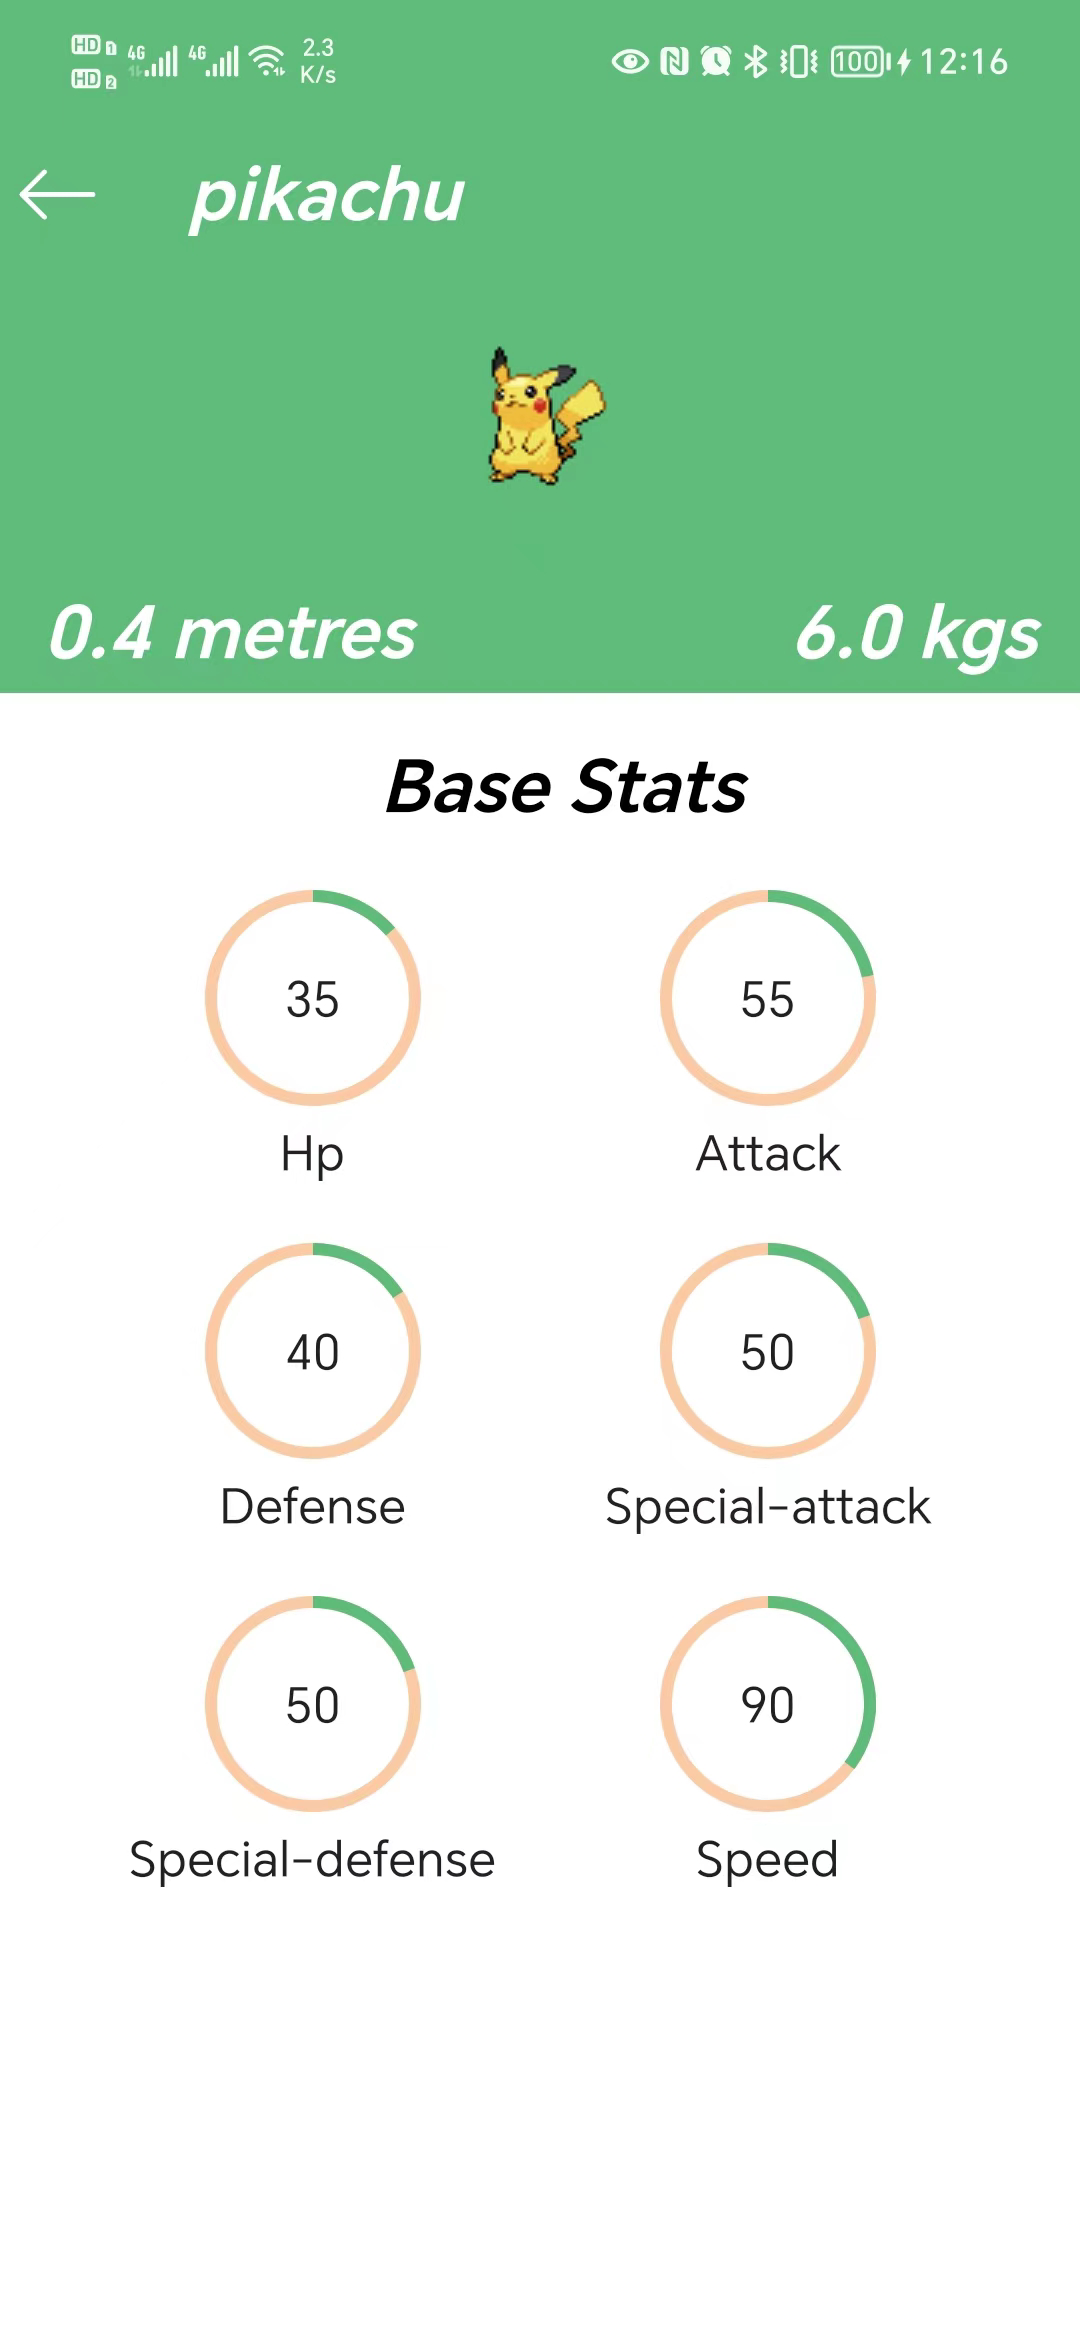 HD 1 4G 4G 2.3
HD 2 K/s 100 12:16
pikachu
0.4 metres 6.0 kgs
Base Stats
35 55
Hp Attack
40 50
Defense Special-attack
50 90
Special-defense Speed